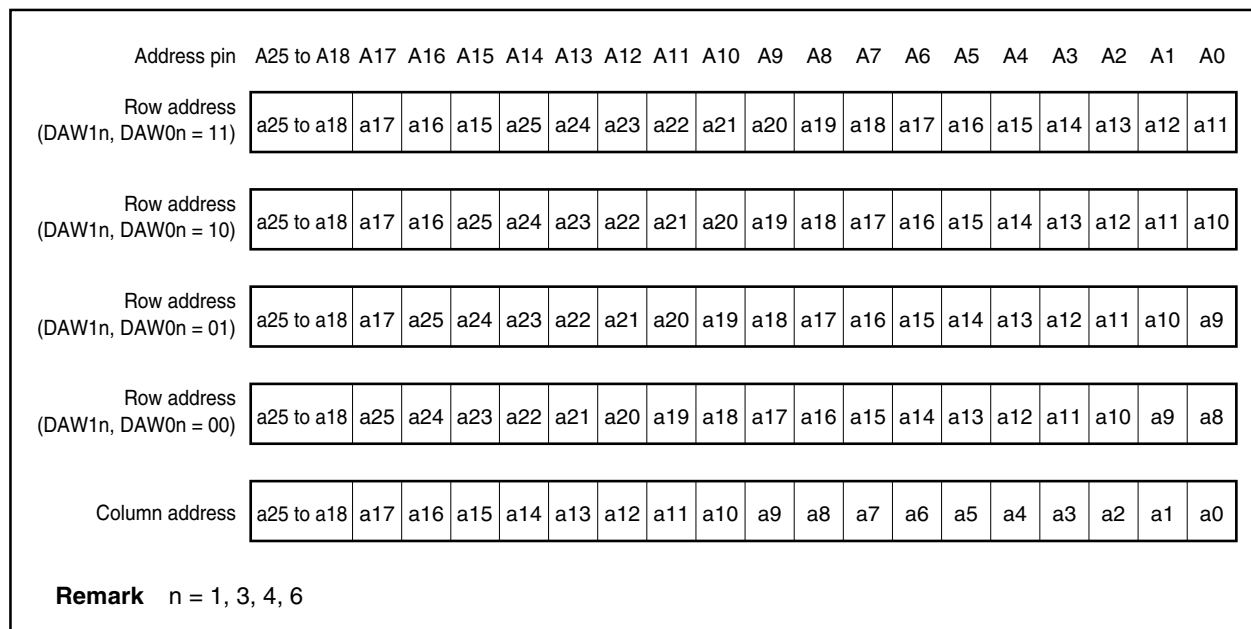 Address pin A25 to A18 A17 A16 A15 A14 A13 A12 A11 A10 A9 A8 A7 A6 A5 A4 A3 A2 A1 A0
Row address
(DAW1n, DAW0n = 11) a25 to a18 a17 a16 a15 a25 a24 a23 a22 a21 a20 a19 a18 a17 a16 a15 a14 a13 a12 a11
Row address
(DAW1n, DAW0n = 10) a25 to a18 a17 a16 a25 a24 a23 a22 a21 a20 a19 a18 a17 a16 a15 a14 a13 a12 a11 a10
Row address
(DAW1n, DAW0n = 01) a25 to a18 a17 a25 a24 a23 a22 a21 a20 a19 a18 a17 a16 a15 a14 a13 a12 a11 a10 a9
Row address
(DAW1n, DAW0n = 00) a25 to a18 a25 a24 a23 a22 a21 a20 a19 a18 a17 a16 a15 a14 a13 a12 a11 a10 a9 a8
Column address a25 to a18 a17 a16 a15 a14 a13 a12 a11 a10 a9 a8 a7 a6 a5 a4 a3 a2 a1 a0
Remark n = 1, 3, 4, 6